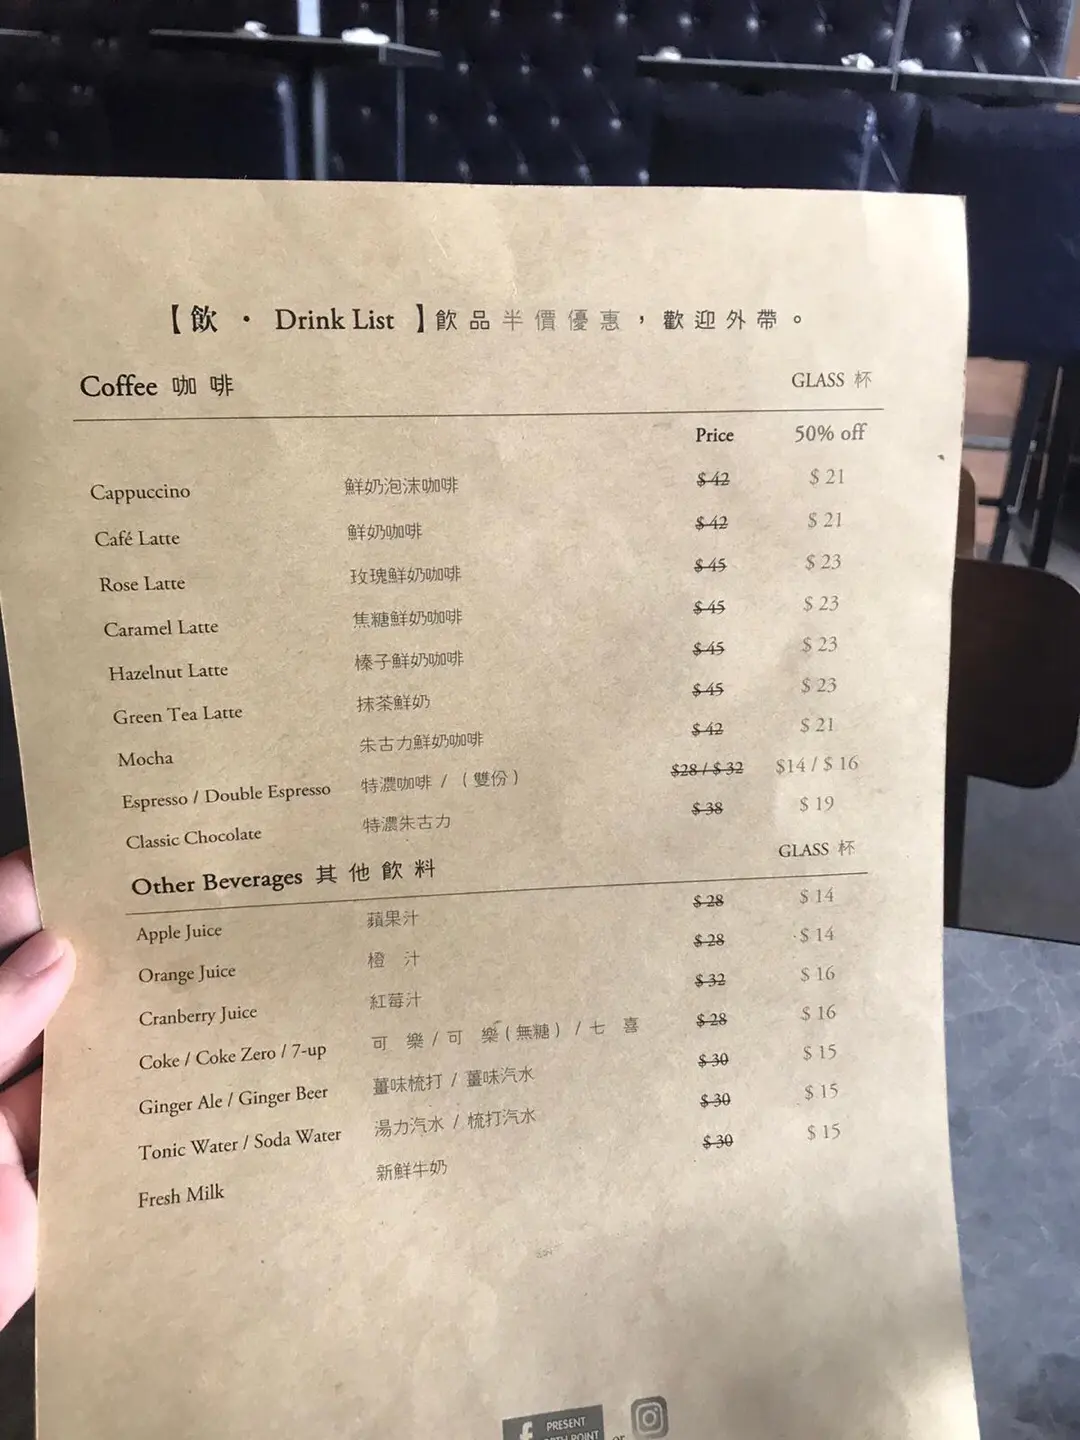 【飲 · Drink List 】飲品半價優惠，歡迎外帶。
Coffee 咖啡 GLASS 杯
Price 50% off
Cappuccino 鮮奶泡沫咖啡 $ 42 $ 21
Café Latte 鮮奶咖啡 $ 42 $ 21
Rose Latte 玫瑰鮮奶咖啡 $ 45 $ 23
Caramel Latte 焦糖鮮奶咖啡 $ 45 $ 23
Hazelnut Latte 榛子鮮奶咖啡 $ 45 $ 23
Green Tea Latte 抹茶鮮奶 $ 45 $ 23
Mocha 朱古力鮮奶咖啡 $ 42 $ 21
Espresso / Double Espresso 特濃咖啡 / （雙份） $28 / $ 32 $14 / $ 16
Classic Chocolate 特濃朱古力 $ 38 $ 19
Other Beverages 其他飲料 GLASS 杯
Apple Juice 蘋果汁 $ 28 $ 14
Orange Juice 橙 汁 $ 28 $ 14
Cranberry Juice 紅莓汁 $ 32 $ 16
Coke / Coke Zero / 7-up 可 樂 / 可 樂 ( 無糖 ) / 七 喜 $ 28 $ 16
Ginger Ale / Ginger Beer 薑味梳打 / 薑味汽水 $ 30 $ 15
Tonic Water / Soda Water 湯力汽水 / 梳打汽水 $ 30 $ 15
Fresh Milk 新鮮牛奶 $ 30 $ 15
PRESENT
POINT or